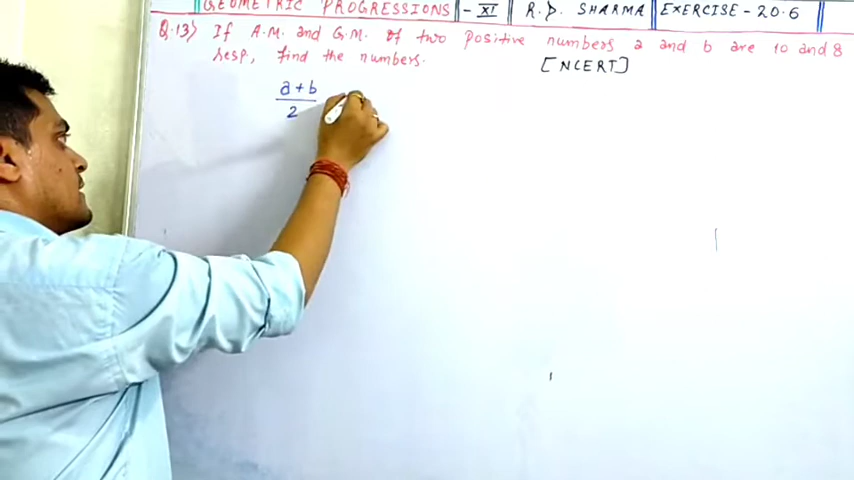 GEOMETRIC PROGRESSIONS - XI R.D. SHARMA EXERCISE - 20.6
Q.13) If A.M. and G.M. of two positive numbers a and b are 10 and 8
resp, find the numbers.
[NCERT]
a + b
2